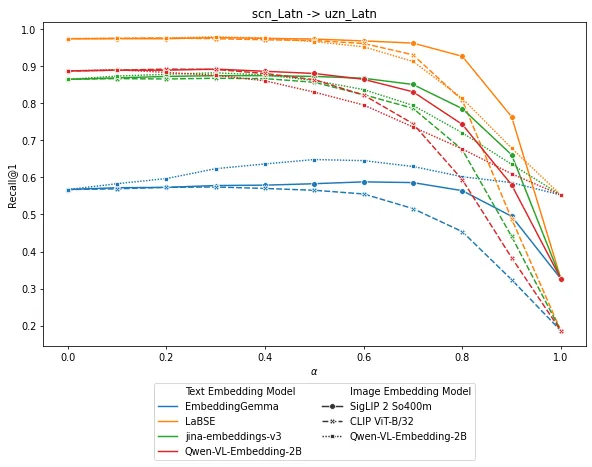 scn_Latn -> uzn_Latn
Recall@1
1.0
0.9
0.8
0.7
0.6
0.5
0.4
0.3
0.2
0.0 0.2 0.4 0.6 0.8 1.0
α
Text Embedding Model
EmbeddingGemma
LaBSE
jina-embeddings-v3
Qwen-VL-Embedding-2B
Image Embedding Model
SigLIP 2 So400m
CLIP ViT-B/32
Qwen-VL-Embedding-2B